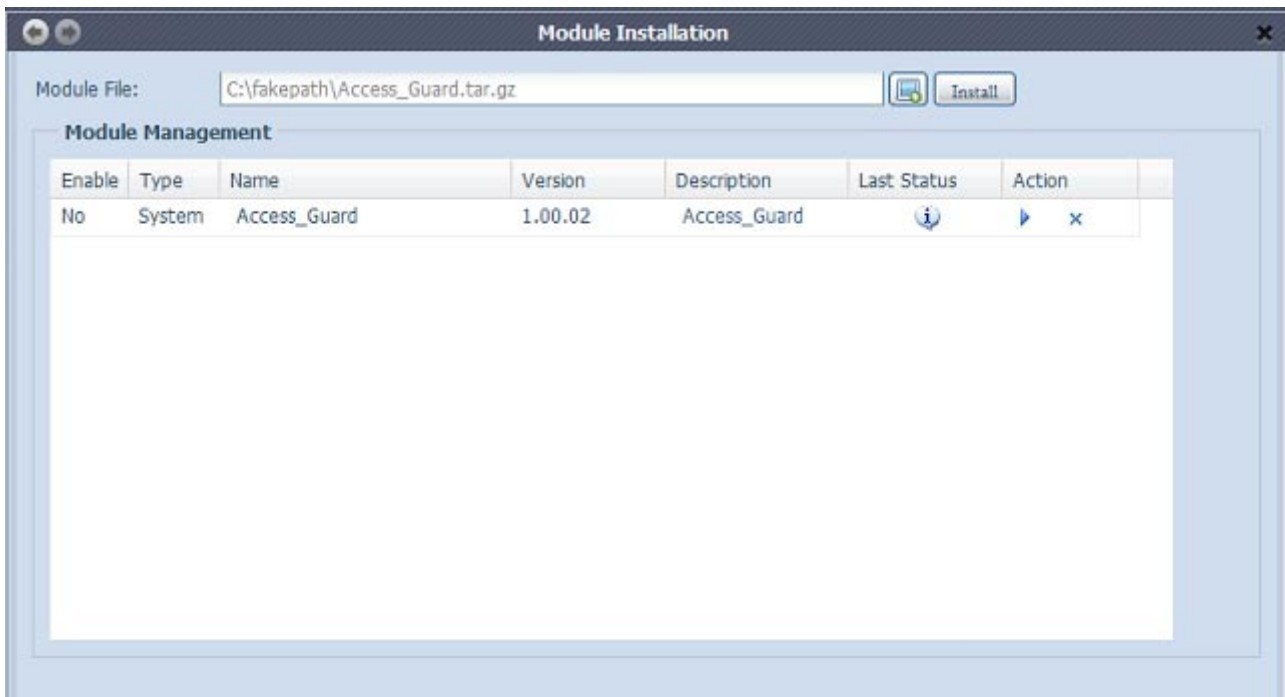 Module Installation
Module File: C:\fakepath\Access_Guard.tar.gz Install
Module Management
Enable Type Name Version Description Last Status Action
No System Access_Guard 1.00.02 Access_Guard